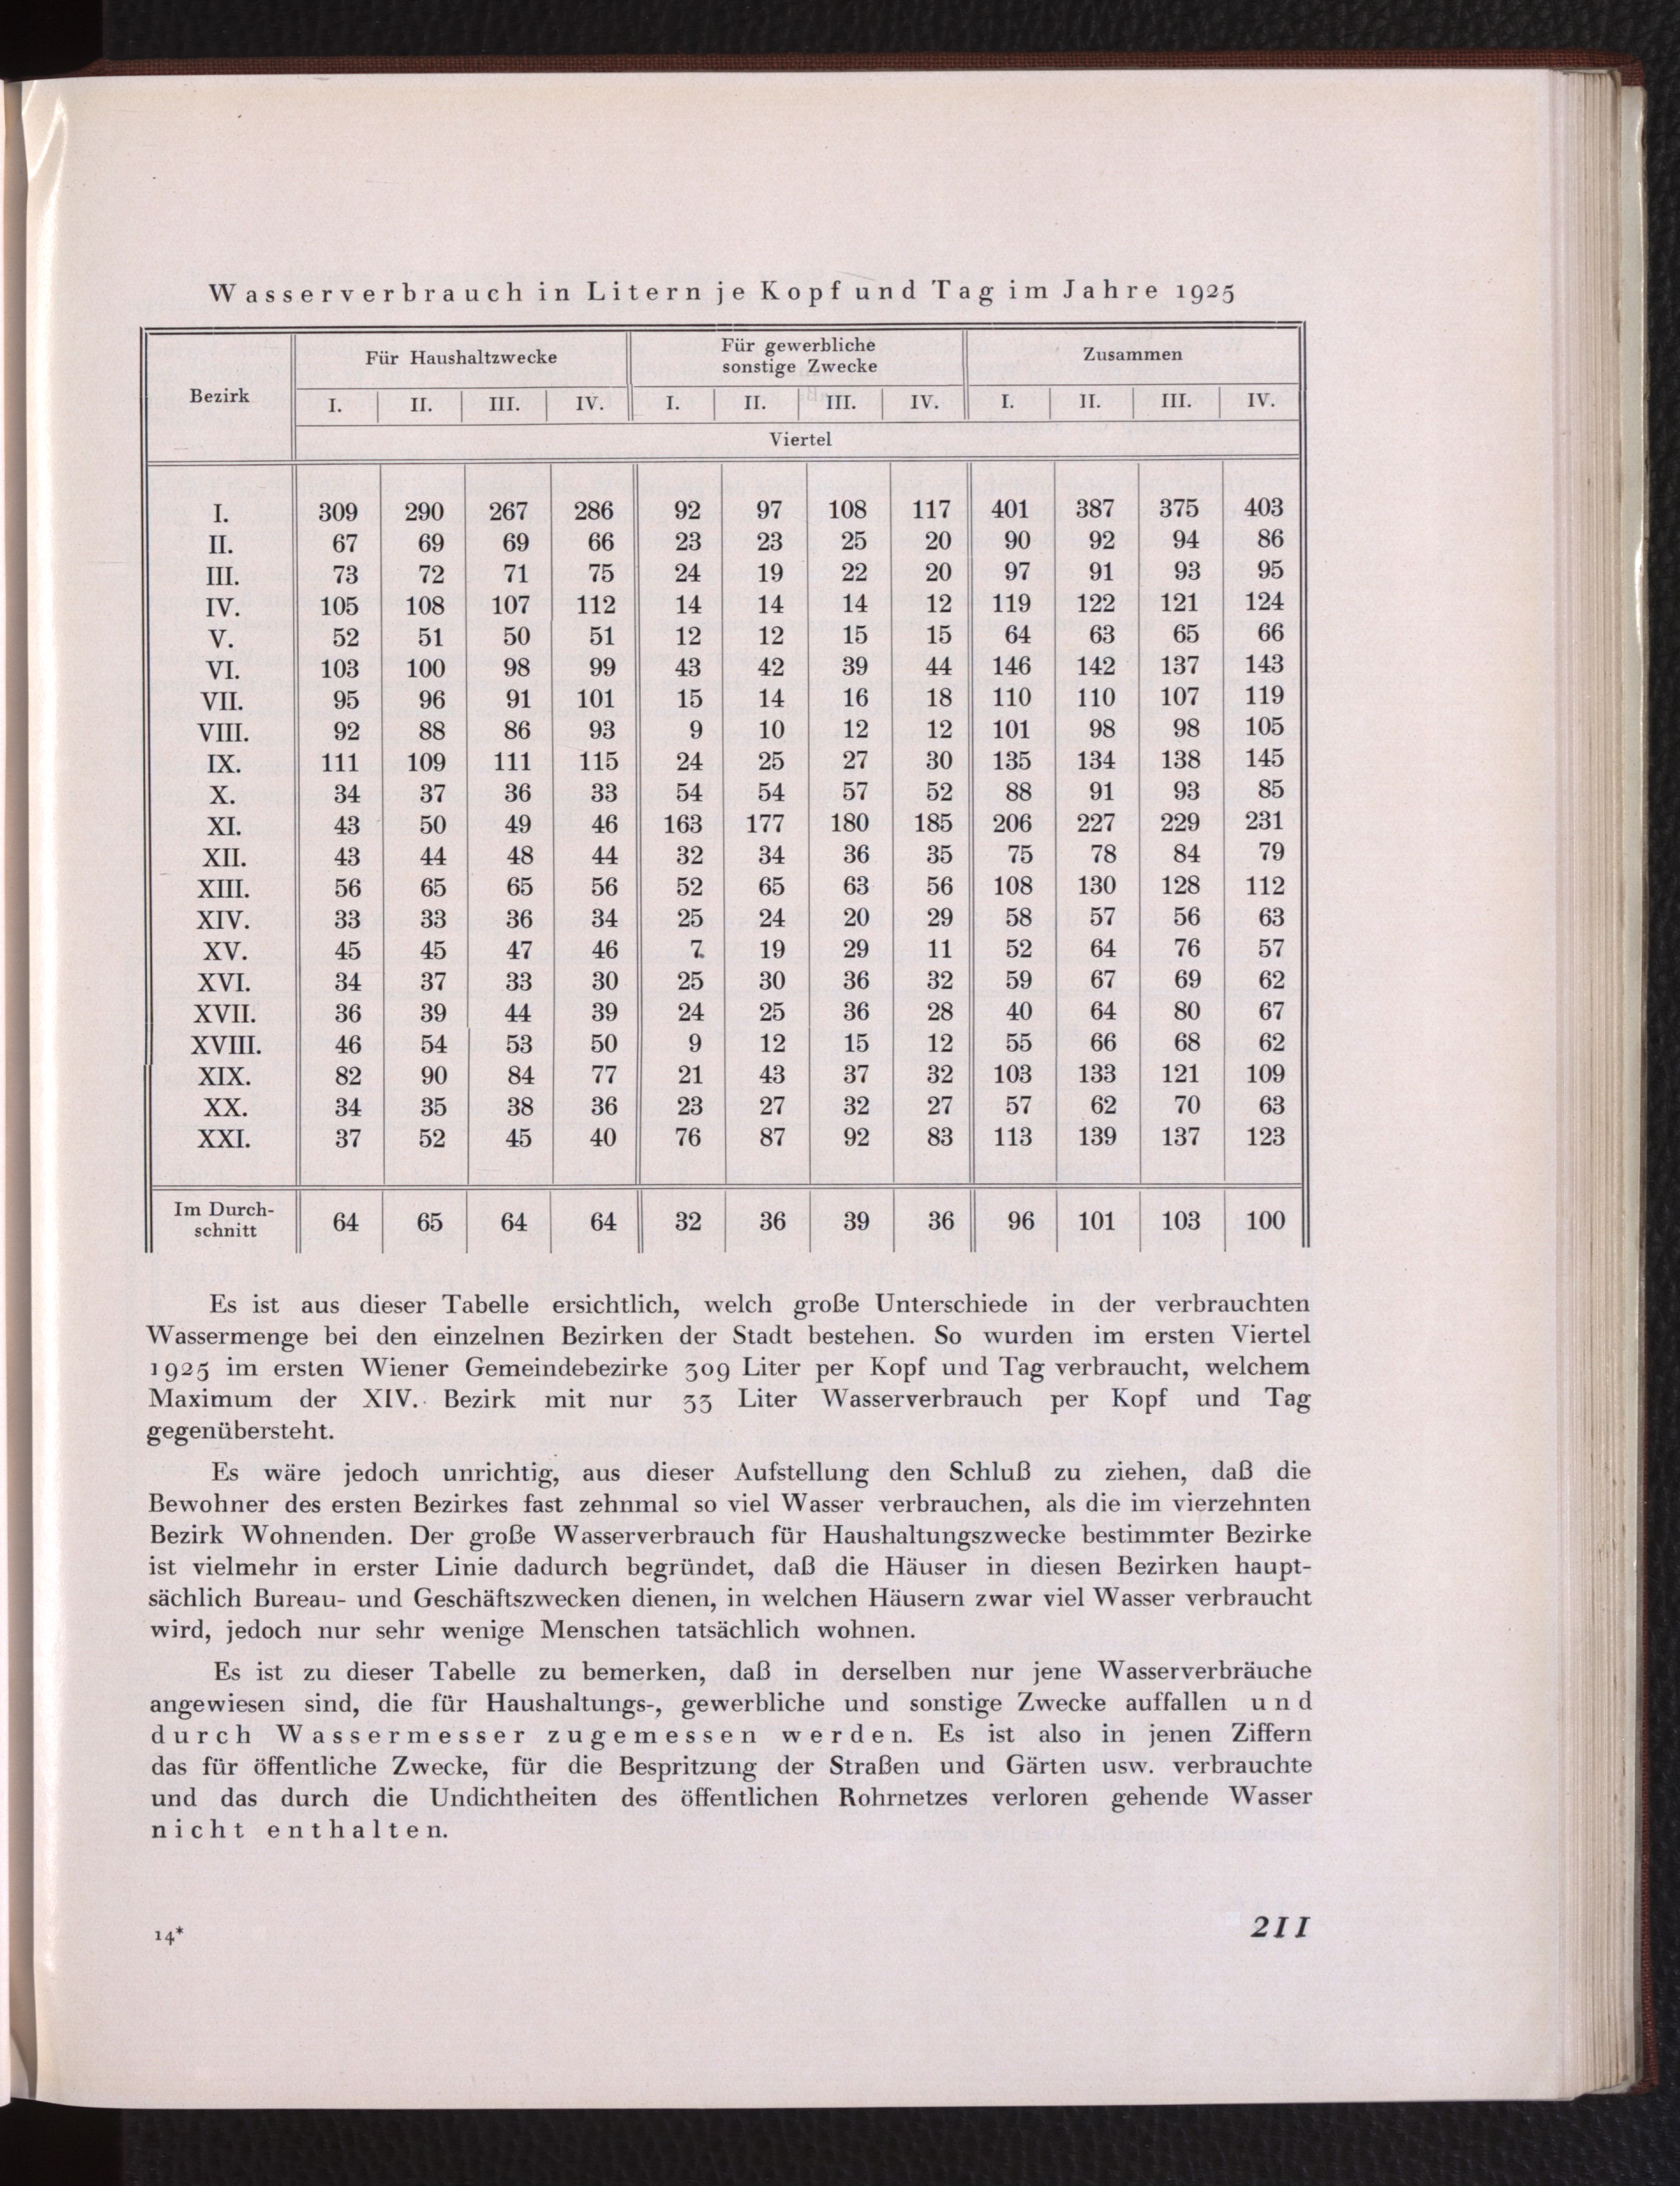 Wasserverbrauch in Litern je Kopf und Tag im Jahre 1925
Bezirk Für Haushaltzwecke Für gewerbliche sonstige Zwecke Zusammen
I. II. III. IV. I. II. III. IV. I. II. III. IV.
Viertel
I. 309 290 267 286 92 97 108 117 401 387 375 403
II. 67 69 69 66 23 23 25 20 90 92 94 86
III. 73 72 71 75 24 19 22 20 97 91 93 95
IV. 105 108 107 112 14 14 14 12 119 122 121 124
V. 52 51 50 51 12 12 15 15 64 63 65 66
VI. 103 100 98 99 43 42 39 44 146 142 137 143
VII. 95 96 91 101 15 14 16 18 110 110 107 119
VIII. 92 88 86 93 9 10 12 12 101 98 98 105
IX. 111 109 111 115 24 25 27 30 135 134 138 145
X. 34 37 36 33 54 54 57 52 88 91 93 85
XI. 43 50 49 46 163 177 180 185 206 227 229 231
XII. 43 44 48 44 32 34 36 35 75 78 84 79
XIII. 56 65 65 56 52 65 63 56 108 130 128 112
XIV. 33 33 36 34 25 24 20 29 58 57 56 63
XV. 45 45 47 46 7 19 29 11 52 64 76 57
XVI. 34 37 33 30 25 30 36 32 59 67 69 62
XVII. 36 39 44 39 24 25 36 28 40 64 80 67
XVIII. 46 54 53 50 9 12 15 12 55 66 68 62
XIX. 82 90 84 77 21 43 37 32 103 133 121 109
XX. 34 35 38 36 23 27 32 27 57 62 70 63
XXI. 37 52 45 40 76 87 92 83 113 139 137 123
Im Durch-
schnitt 64 65 64 64 32 36 39 36 96 101 103 100
Es ist aus dieser Tabelle ersichtlich, welch große Unterschiede in der verbrauchten
Wassermenge bei den einzelnen Bezirken der Stadt bestehen. So wurden im ersten Viertel
1925 im ersten Wiener Gemeindebezirke 309 Liter per Kopf und Tag verbraucht, welchem
Maximum der XIV. Bezirk mit nur 33 Liter Wasserverbrauch per Kopf und Tag
gegenübersteht.
Es wäre jedoch unrichtig, aus dieser Aufstellung den Schluß zu ziehen, daß die
Bewohner des ersten Bezirkes fast zehnmal so viel Wasser verbrauchen, als die im vierzehnten
Bezirk Wohnenden. Der große Wasserverbrauch für Haushaltungszwecke bestimmter Bezirke
ist vielmehr in erster Linie dadurch begründet, daß die Häuser in diesen Bezirken haupt-
sächlich Bureau- und Geschäftszwecken dienen, in welchen Häusern zwar viel Wasser verbraucht
wird, jedoch nur sehr wenige Menschen tatsächlich wohnen.
Es ist zu dieser Tabelle zu bemerken, daß in derselben nur jene Wasserverbräuche
angewiesen sind, die für Haushaltungs-, gewerbliche und sonstige Zwecke auffallen und
durch Wassermesser zugemessen werden. Es ist also in jenen Ziffern
das für öffentliche Zwecke, für die Bespritzung der Straßen und Gärten usw. verbrauchte
und das durch die Undichtheiten des öffentlichen Rohrnetzes verloren gehende Wasser
nicht enthalten.
14*
211